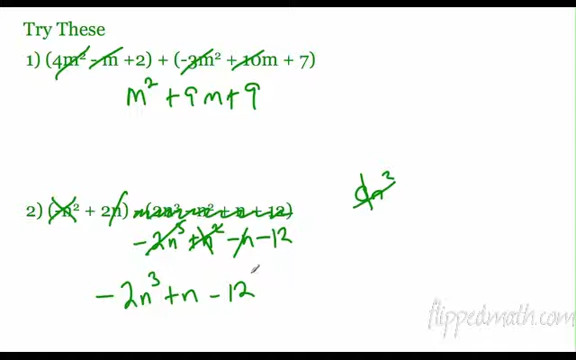 Try These
1) (4m² - m +2) + (-3m² + 10m + 7)
m² + 9m + 9
2) (-n² + 2n) - (2n³ - n² + n + 12)
0n²
-2n³ + n² - n - 12
-2n³ + n - 12
flippedmath.com